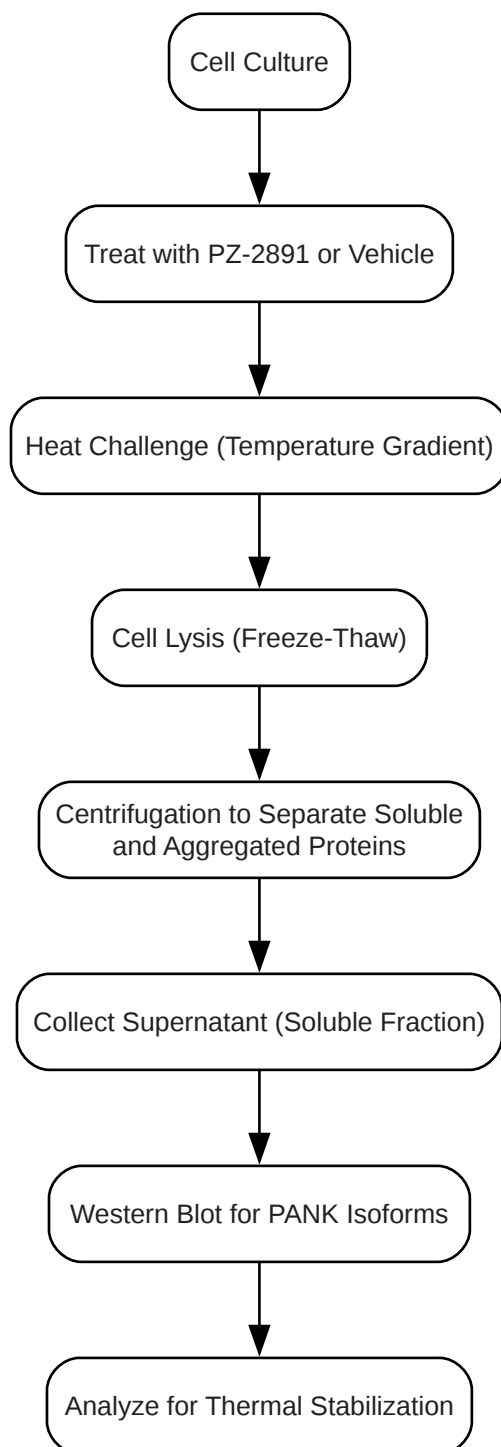 Cell Culture
Treat with PZ-2891 or Vehicle
Heat Challenge (Temperature Gradient)
Cell Lysis (Freeze-Thaw)
Centrifugation to Separate Soluble
and Aggregated Proteins
Collect Supernatant (Soluble Fraction)
Western Blot for PANK Isoforms
Analyze for Thermal Stabilization